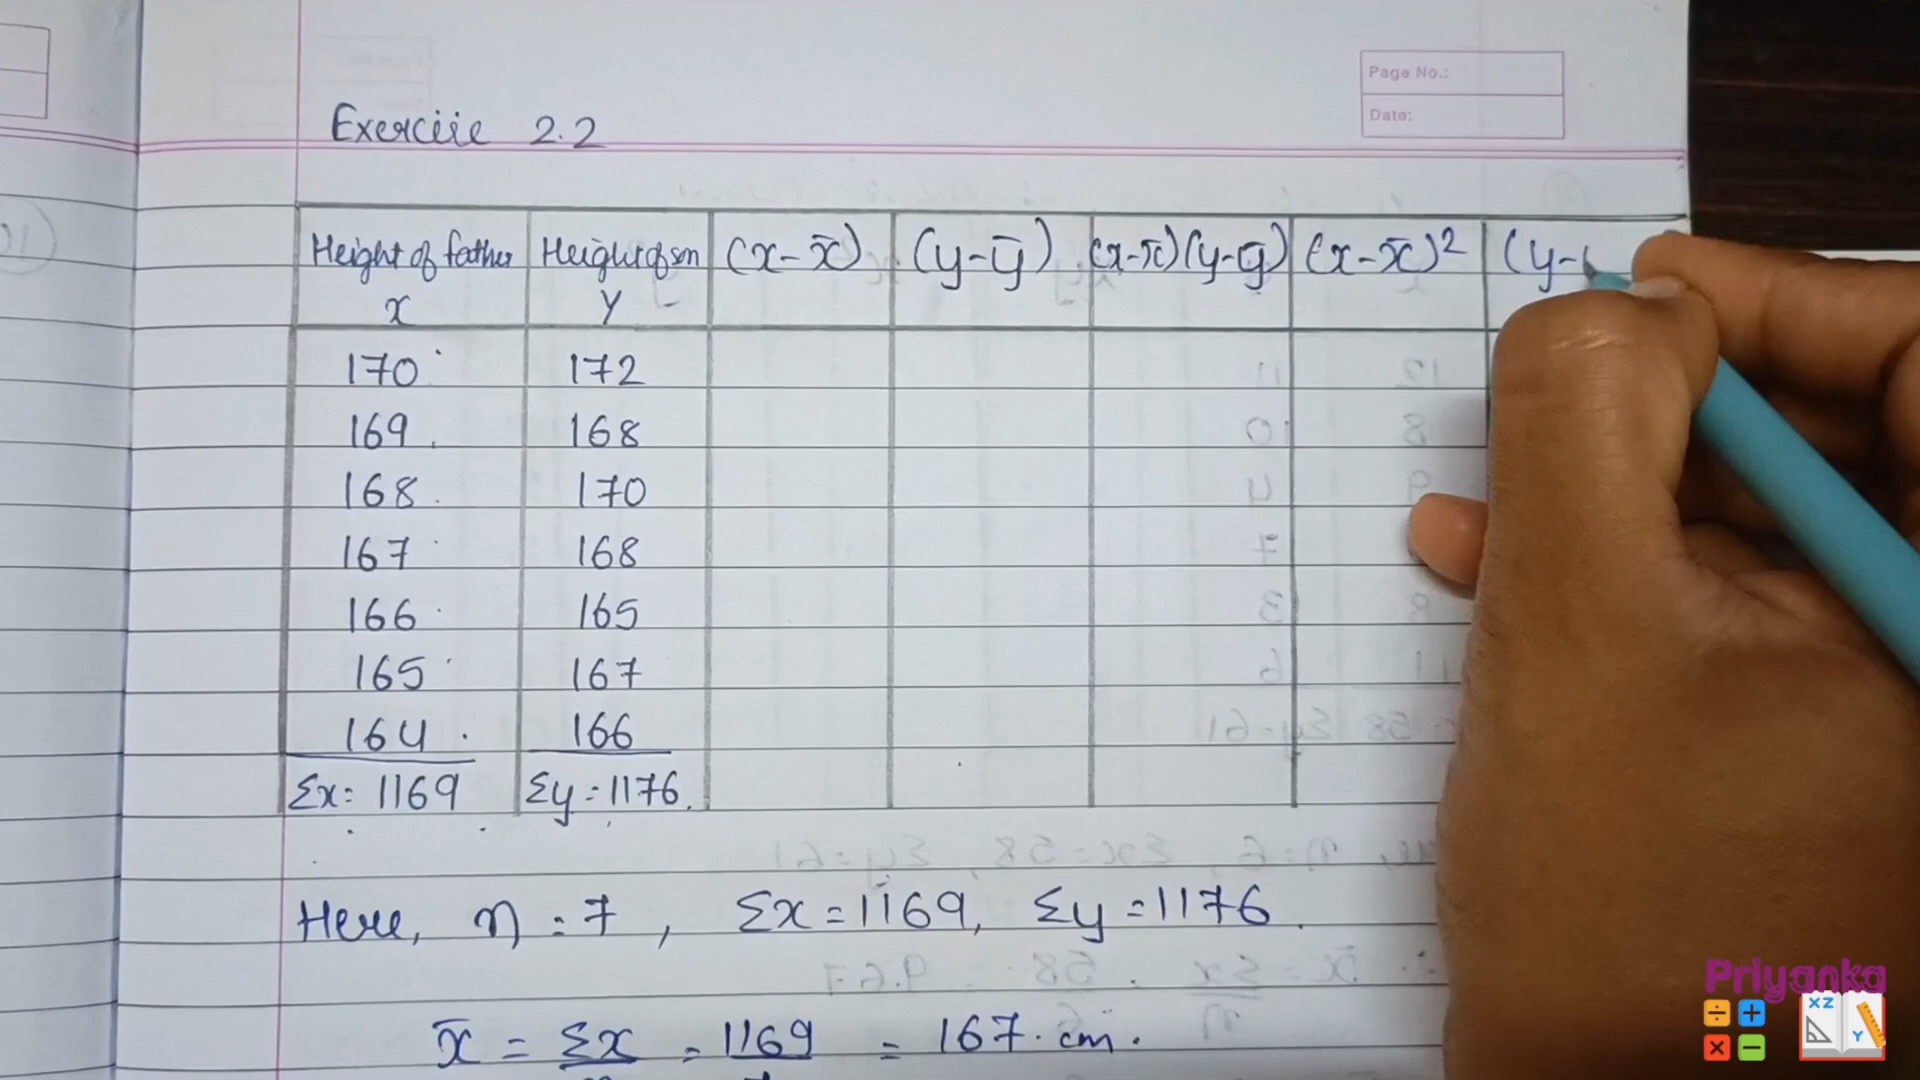 Page No.:
Date:
Exercise 2.2
Height of father x | Height of son y | (x-x̄) | (y-ȳ) | (x-x̄)(y-ȳ) | (x-x̄)² | (y-
170 172
169 168
168 170
167 168
166 165
165 167
164 166
Σx = 1169 Σy = 1176.
Here, n = 7, Σx = 1169, Σy = 1176.
x̄ = Σx = 1169 = 167. cm.
Priyanka
XZ
Y